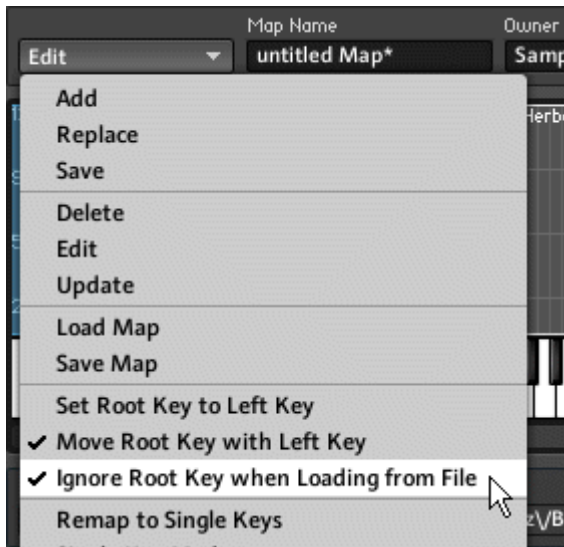 Map Name
Owner
Edit
untitled Map*
Samp
Add
Replace
Save
Delete
Edit
Update
Load Map
Save Map
Set Root Key to Left Key
✓ Move Root Key with Left Key
✓ Ignore Root Key when Loading from File
Remap to Single Keys